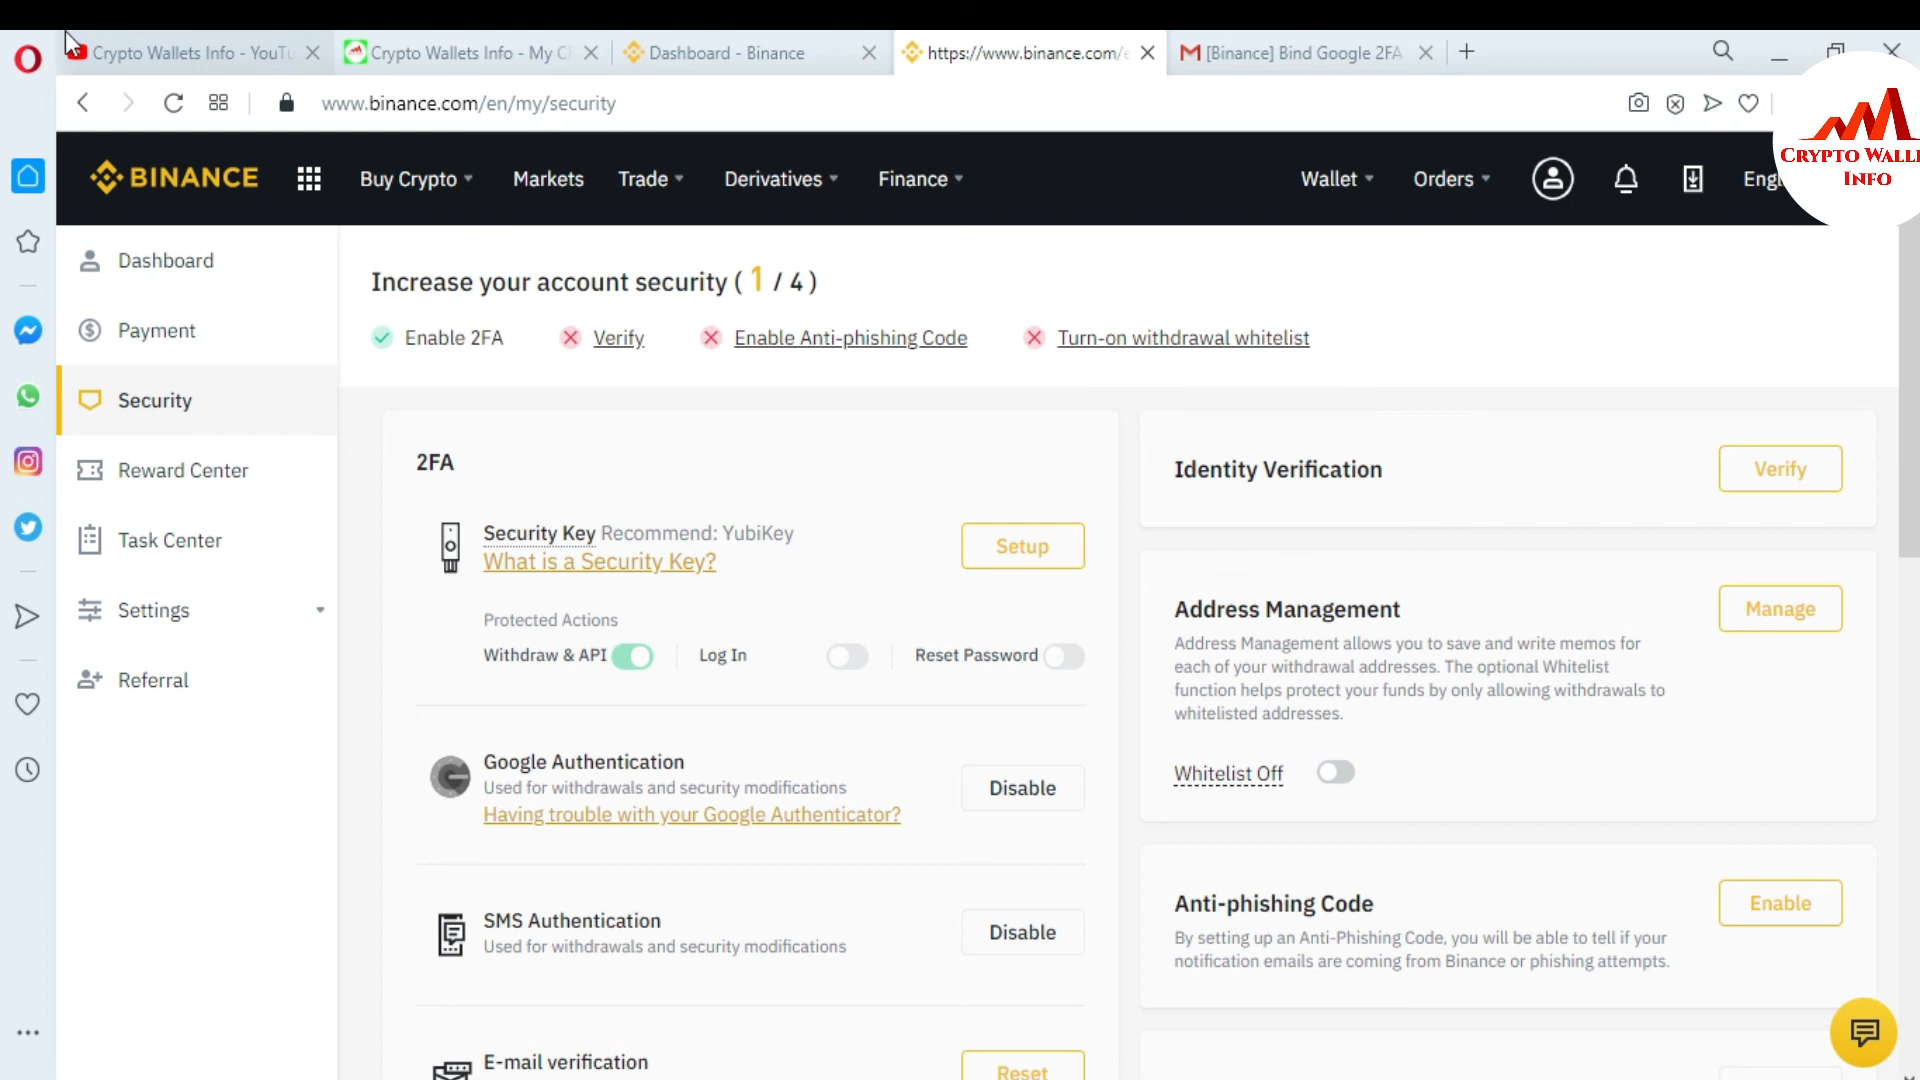 Crypto Wallets Info - YouTu
Crypto Wallets Info - My C
Dashboard - Binance
https://www.binance.com/e
[Binance] Bind Google 2FA
www.binance.com/en/my/security
CRYPTO WALLE
INFO
BINANCE
Buy Crypto
Markets
Trade
Derivatives
Finance
Wallet
Orders
Engl
Dashboard
Payment
Security
Reward Center
Task Center
Settings
Referral
Increase your account security ( 1 / 4 )
Enable 2FA
Verify
Enable Anti-phishing Code
Turn-on withdrawal whitelist
2FA
Security Key Recommend: YubiKey
What is a Security Key?
Setup
Protected Actions
Withdraw & API
Log In
Reset Password
Google Authentication
Used for withdrawals and security modifications
Having trouble with your Google Authenticator?
Disable
SMS Authentication
Used for withdrawals and security modifications
Disable
E-mail verification
Reset
Identity Verification
Verify
Address Management
Manage
Address Management allows you to save and write memos for
each of your withdrawal addresses. The optional Whitelist
function helps protect your funds by only allowing withdrawals to
whitelisted addresses.
Whitelist Off
Anti-phishing Code
Enable
By setting up an Anti-Phishing Code, you will be able to tell if your
notification emails are coming from Binance or phishing attempts.